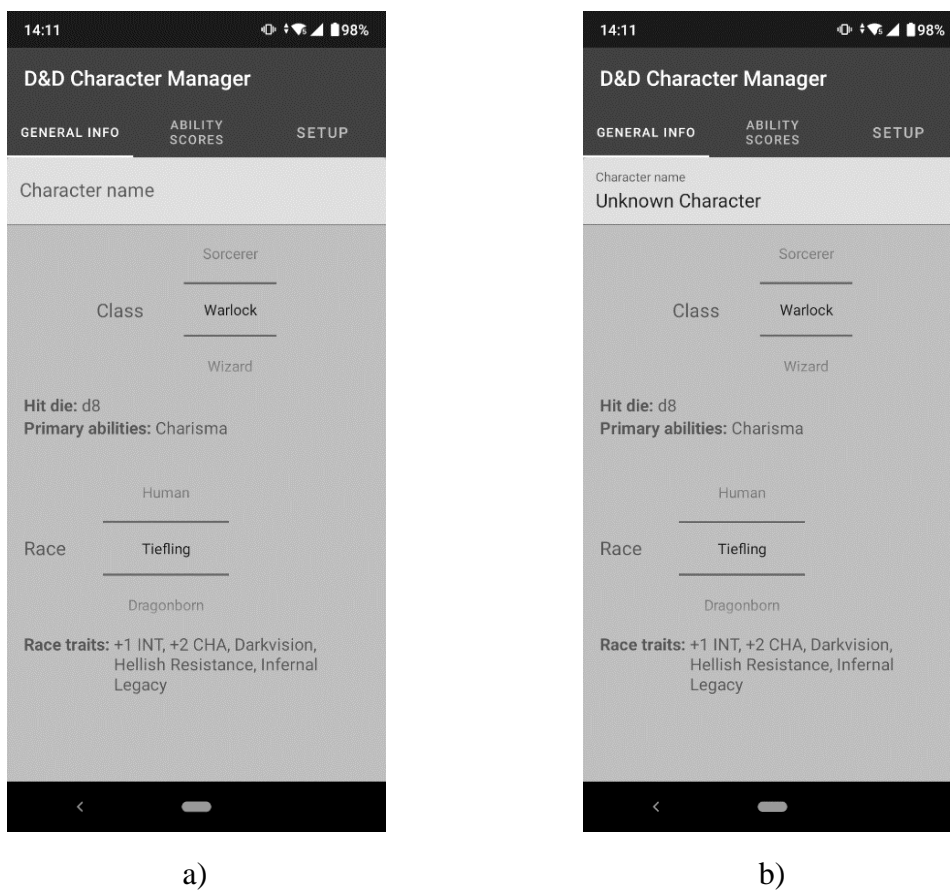 14:11
98%
D&D Character Manager
GENERAL INFO
ABILITY
SCORES
SETUP
Character name
Sorcerer
Class
Warlock
Wizard
Hit die: d8
Primary abilities: Charisma
Human
Race
Tiefling
Dragonborn
Race traits: +1 INT, +2 CHA, Darkvision,
Hellish Resistance, Infernal
Legacy
a)
14:11
98%
D&D Character Manager
GENERAL INFO
ABILITY
SCORES
SETUP
Character name
Unknown Character
Sorcerer
Class
Warlock
Wizard
Hit die: d8
Primary abilities: Charisma
Human
Race
Tiefling
Dragonborn
Race traits: +1 INT, +2 CHA, Darkvision,
Hellish Resistance, Infernal
Legacy
b)